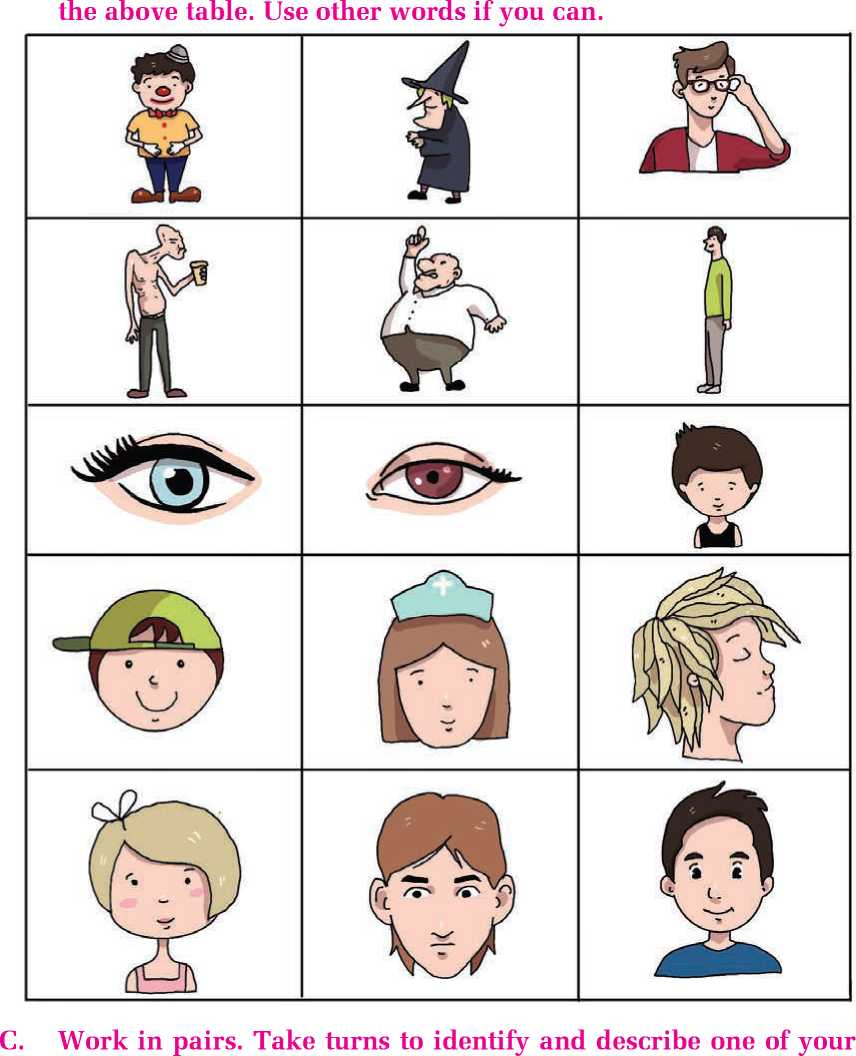 the above table. Use other words if you can.
C. Work in pairs. Take turns to identify and describe one of your